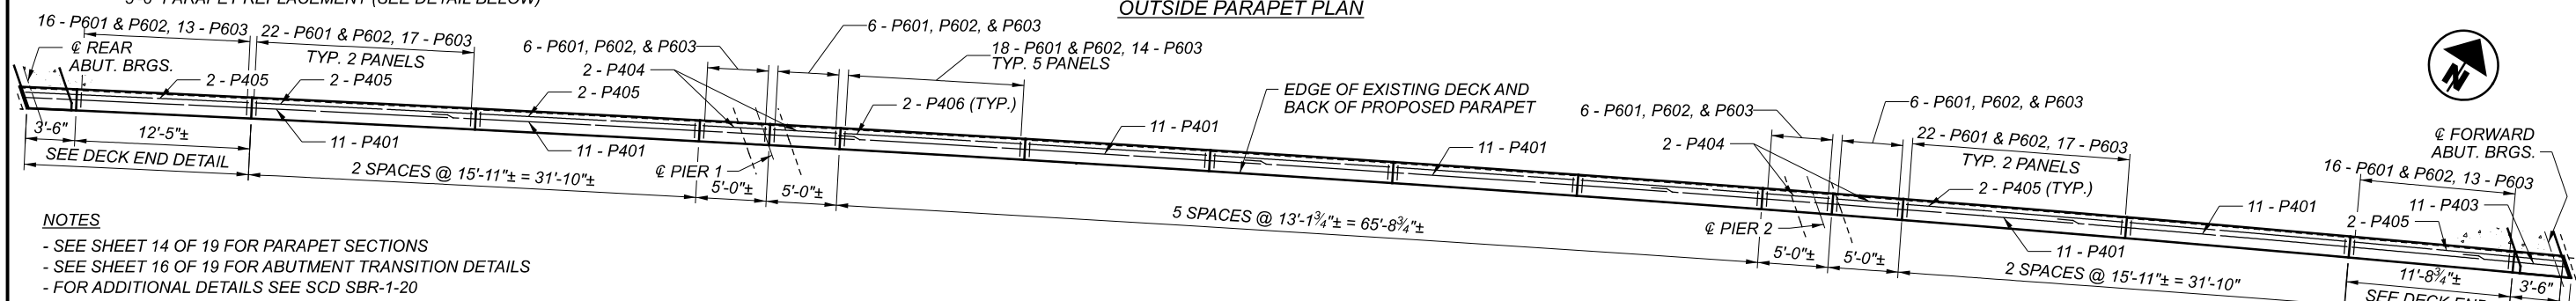 3'-6" PARAPET REPLACEMENT (SEE DETAIL BELOW)
OUTSIDE PARAPET PLAN
16 - P601 & P602, 13 - P603
22 - P601 & P602, 17 - P603
TYP. 2 PANELS
6 - P601, P602, & P603
6 - P601, P602, & P603
18 - P601 & P602, 14 - P603
TYP. 5 PANELS
℄ REAR
ABUT. BRGS.
2 - P405
2 - P405
2 - P404
2 - P405
2 - P406 (TYP.)
EDGE OF EXISTING DECK AND
BACK OF PROPOSED PARAPET
6 - P601, P602, & P603
6 - P601, P602, & P603
22 - P601 & P602, 17 - P603
TYP. 2 PANELS
℄ FORWARD
ABUT. BRGS.
16 - P601 & P602, 13 - P603
N
3'-6"
12'-5"±
11 - P401
11 - P401
11 - P401
11 - P401
2 - P404
2 - P405 (TYP.)
11 - P401
11 - P403
2 - P405
SEE DECK END DETAIL
2 SPACES @ 15'-11"± = 31'-10"±
℄ PIER 1
5'-0"±
5'-0"±
5 SPACES @ 13'-1¾"± = 65'-8¾"±
℄ PIER 2
5'-0"±
5'-0"±
11 - P401
2 SPACES @ 15'-11"± = 31'-10"
11'-8¾"±
3'-6"
SEE DECK END
NOTES
- SEE SHEET 14 OF 19 FOR PARAPET SECTIONS
- SEE SHEET 16 OF 19 FOR ABUTMENT TRANSITION DETAILS
- FOR ADDITIONAL DETAILS SEE SCD SBR-1-20